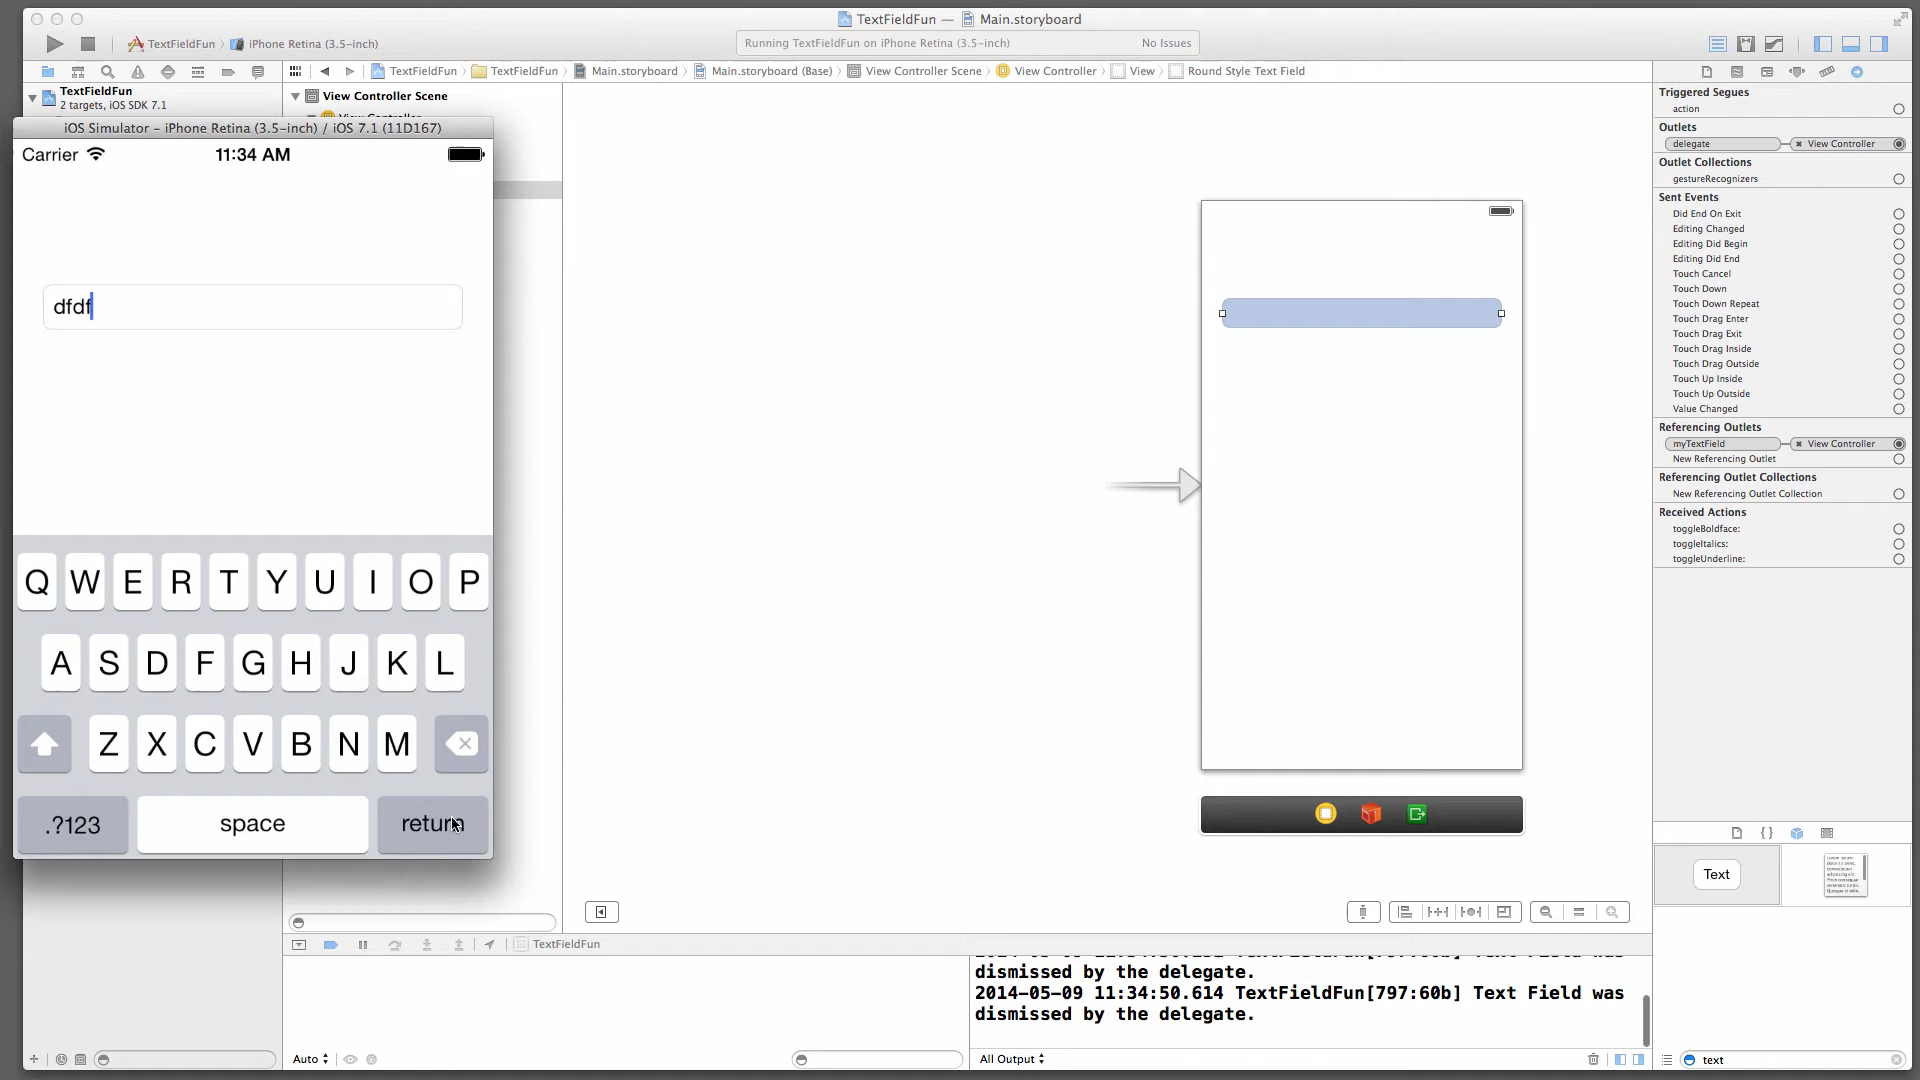 TextFieldFun — Main.storyboard
TextFieldFun iPhone Retina (3.5-inch)
Running TextFieldFun on iPhone Retina (3.5-inch) No Issues
TextFieldFun TextFieldFun Main.storyboard Main.storyboard (Base) View Controller Scene View Controller View Round Style Text Field
TextFieldFun
2 targets, iOS SDK 7.1
View Controller Scene
iOS Simulator – iPhone Retina (3.5-inch) / iOS 7.1 (11D167)
Carrier 11:34 AM
dfdf
Q W E R T Y U I O P
A S D F G H J K L
Z X C V B N M
.?123 space return
Triggered Segues
action
Outlets
delegate View Controller
Outlet Collections
gestureRecognizers
Sent Events
Did End On Exit
Editing Changed
Editing Did Begin
Editing Did End
Touch Cancel
Touch Down
Touch Down Repeat
Touch Drag Enter
Touch Drag Exit
Touch Drag Inside
Touch Drag Outside
Touch Up Inside
Touch Up Outside
Value Changed
Referencing Outlets
myTextField View Controller
New Referencing Outlet
Referencing Outlet Collections
New Referencing Outlet Collection
Received Actions
toggleBoldface:
toggleItalics:
toggleUnderline:
Text
TextFieldFun
dismissed by the delegate.
2014-05-09 11:34:50.614 TextFieldFun[797:60b] Text Field was
dismissed by the delegate.
Auto
All Output
text